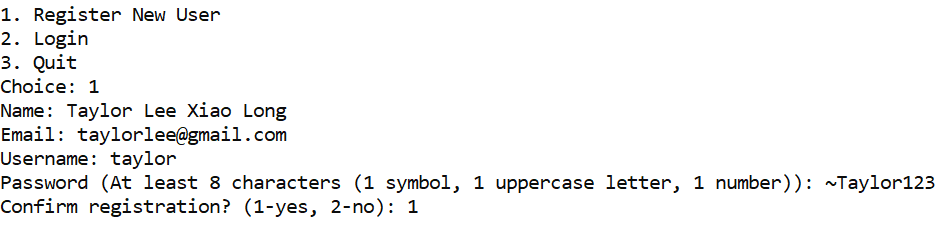 1. Register New User
2. Login
3. Quit
Choice: 1
Name: Taylor Lee Xiao Long
Email: taylorlee@gmail.com
Username: taylor
Password (At least 8 characters (1 symbol, 1 uppercase letter, 1 number)): ~Taylor123
Confirm registration? (1-yes, 2-no): 1